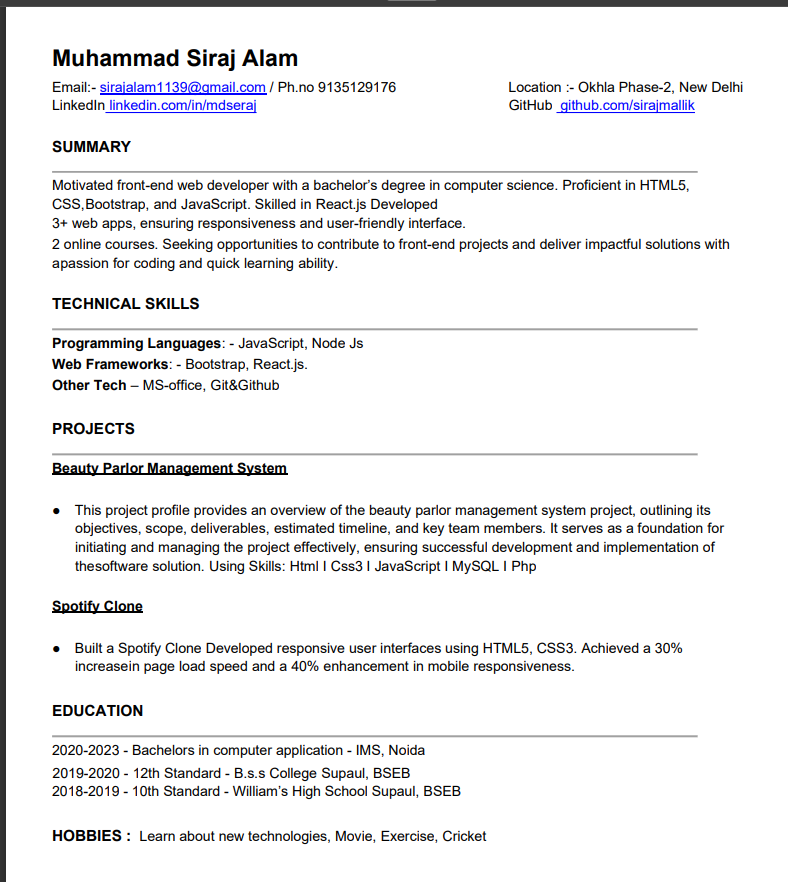 Muhammad Siraj Alam
Email:- sirajalam1139@gmail.com / Ph.no 9135129176 Location :- Okhla Phase-2, New Delhi
LinkedIn linkedin.com/in/mdseraj GitHub github.com/sirajmallik
SUMMARY
Motivated front-end web developer with a bachelor's degree in computer science. Proficient in HTML5,
CSS,Bootstrap, and JavaScript. Skilled in React.js Developed
3+ web apps, ensuring responsiveness and user-friendly interface.
2 online courses. Seeking opportunities to contribute to front-end projects and deliver impactful solutions with
apassion for coding and quick learning ability.
TECHNICAL SKILLS
Programming Languages: - JavaScript, Node Js
Web Frameworks: - Bootstrap, React.js.
Other Tech – MS-office, Git&Github
PROJECTS
Beauty Parlor Management System
● This project profile provides an overview of the beauty parlor management system project, outlining its
objectives, scope, deliverables, estimated timeline, and key team members. It serves as a foundation for
initiating and managing the project effectively, ensuring successful development and implementation of
thesoftware solution. Using Skills: Html I Css3 I JavaScript I MySQL I Php
Spotify Clone
● Built a Spotify Clone Developed responsive user interfaces using HTML5, CSS3. Achieved a 30%
increasein page load speed and a 40% enhancement in mobile responsiveness.
EDUCATION
2020-2023 - Bachelors in computer application - IMS, Noida
2019-2020 - 12th Standard - B.s.s College Supaul, BSEB
2018-2019 - 10th Standard - William's High School Supaul, BSEB
HOBBIES : Learn about new technologies, Movie, Exercise, Cricket